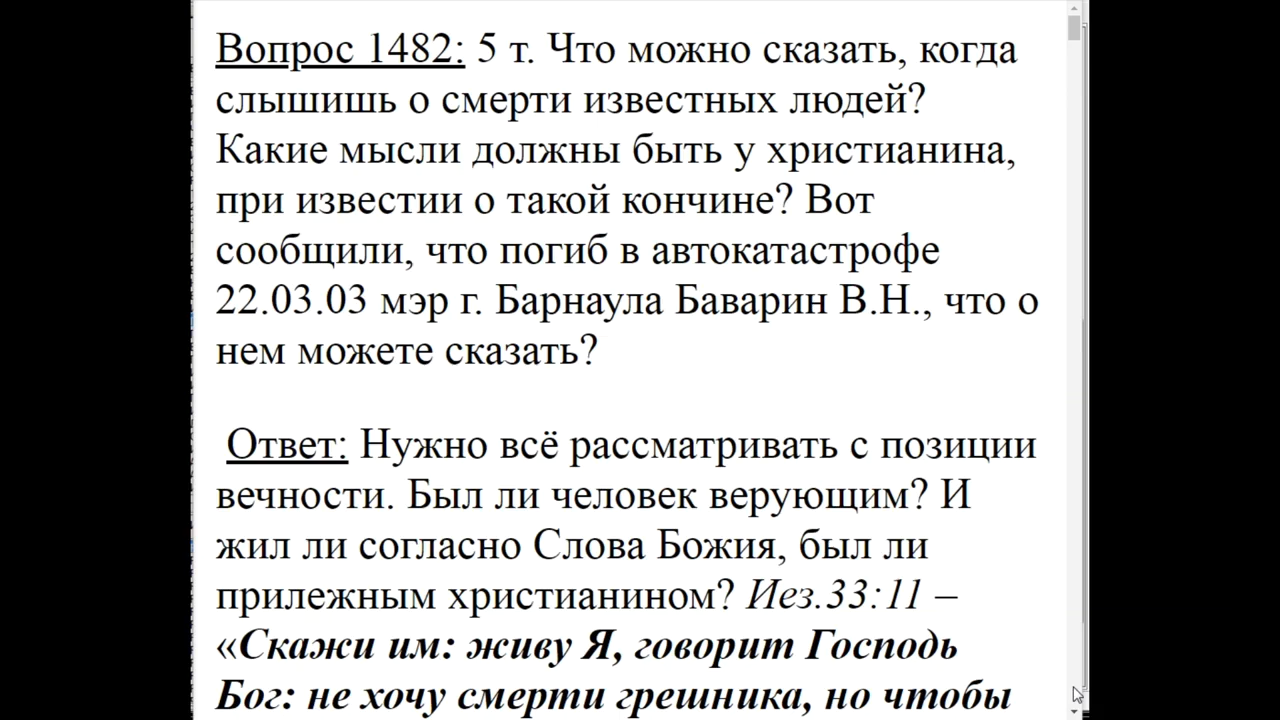 Вопрос 1482: 5 т. Что можно сказать, когда
слышишь о смерти известных людей?
Какие мысли должны быть у христианина,
при известии о такой кончине? Вот
сообщили, что погиб в автокатастрофе
22.03.03 мэр г. Барнаула Баварин В.Н., что о
нем можете сказать?
Ответ: Нужно всё рассматривать с позиции
вечности. Был ли человек верующим? И
жил ли согласно Слова Божия, был ли
прилежным христианином? Иез.33:11 –
«Скажи им: живу Я, говорит Господь
Бог: не хочу смерти грешника, но чтобы